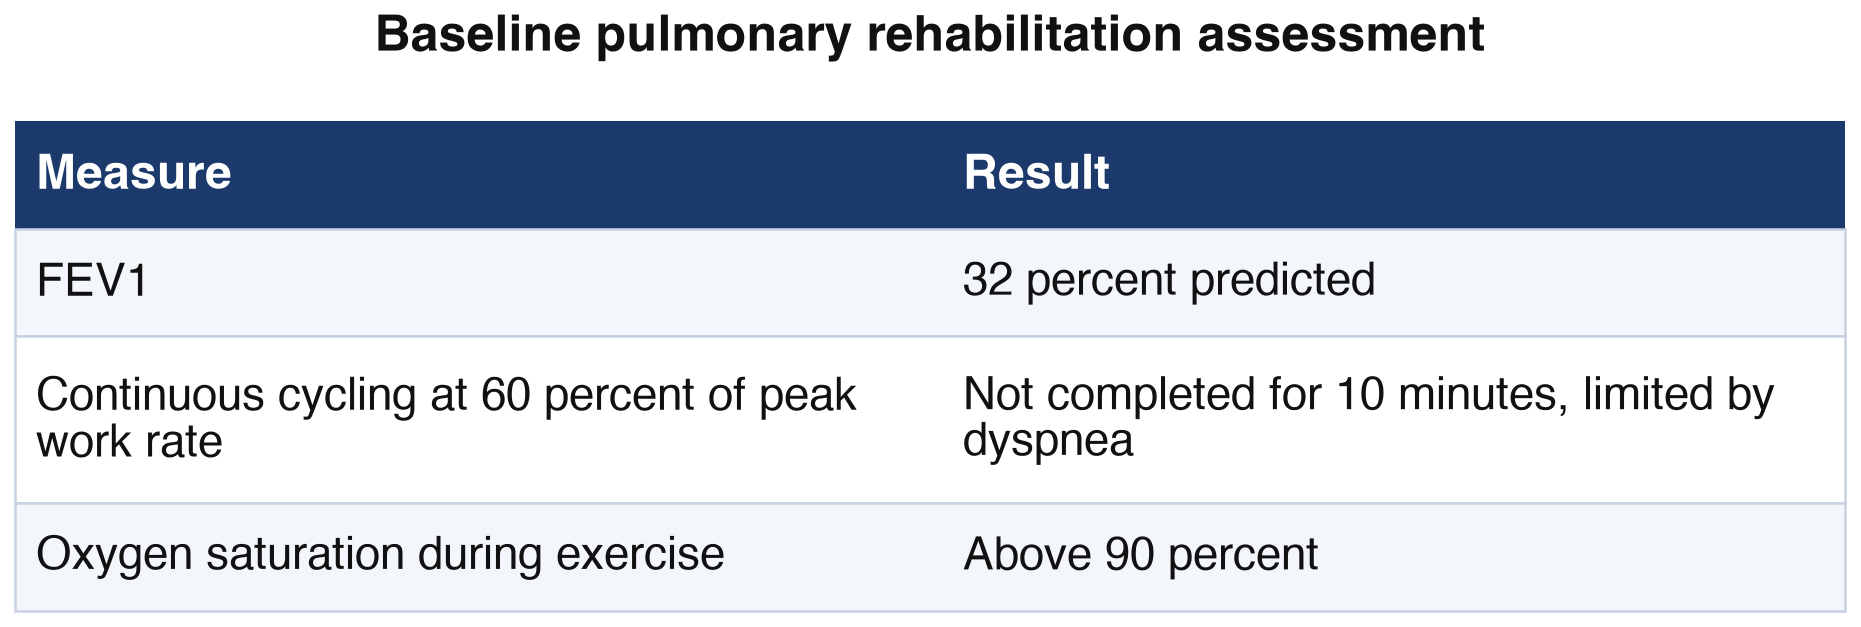 Baseline pulmonary rehabilitation assessment
Measure Result
FEV1 32 percent predicted
Continuous cycling at 60 percent of peak
work rate
Not completed for 10 minutes, limited by
dyspnea
Oxygen saturation during exercise Above 90 percent